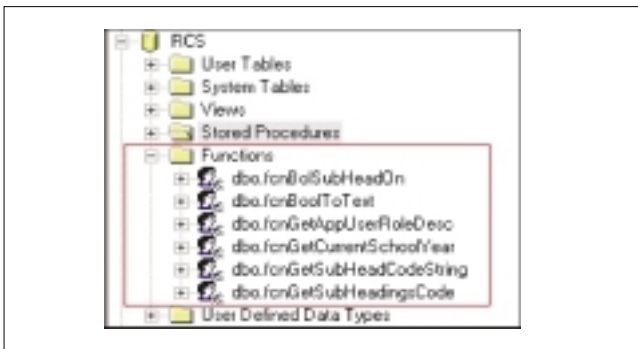 RCS
User Tables
System Tables
Views
Stored Procedures
Functions
dbo.fcnBolSubHeadOn
dbo.fcnBoolToText
dbo.fcnGetAppUserRoleDesc
dbo.fcnGetCurrentSchoolYear
dbo.fcnGetSubHeadCodeString
dbo.fcnGetSubHeadingsCode
User Defined Data Types